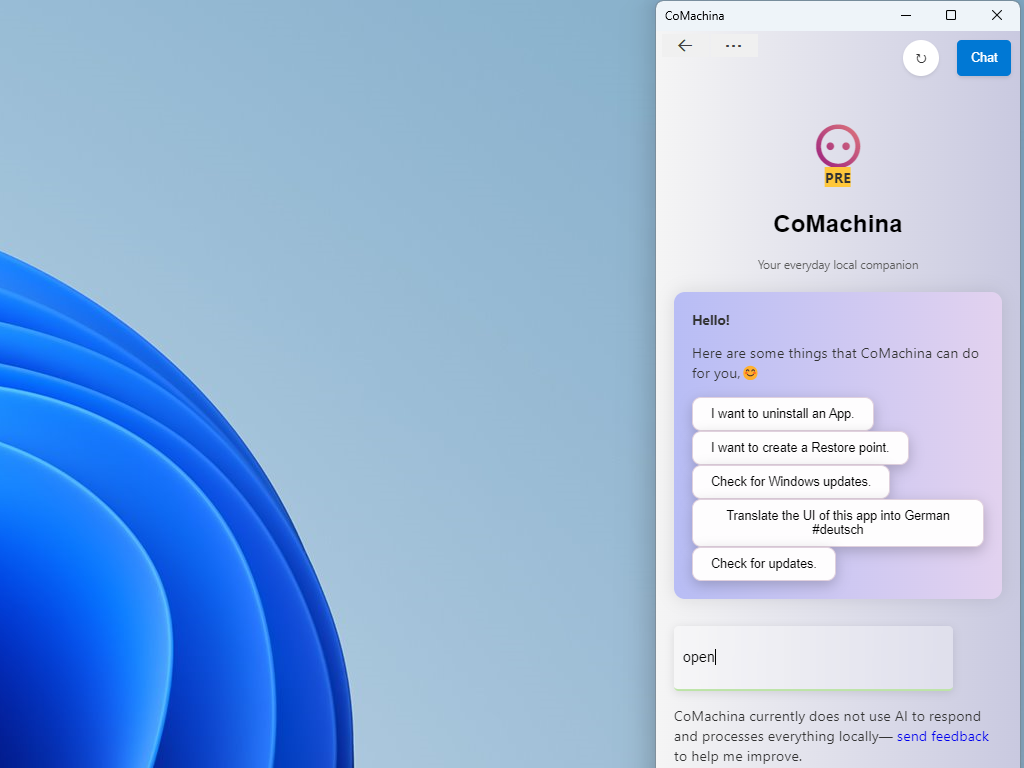 CoMachina
Chat
PRE
CoMachina
Your everyday local companion
Hello!
Here are some things that CoMachina can do
for you, 😊
I want to uninstall an App.
I want to create a Restore point.
Check for Windows updates.
Translate the UI of this app into German
#deutsch
Check for updates.
open
CoMachina currently does not use AI to respond
and processes everything locally— send feedback
to help me improve.